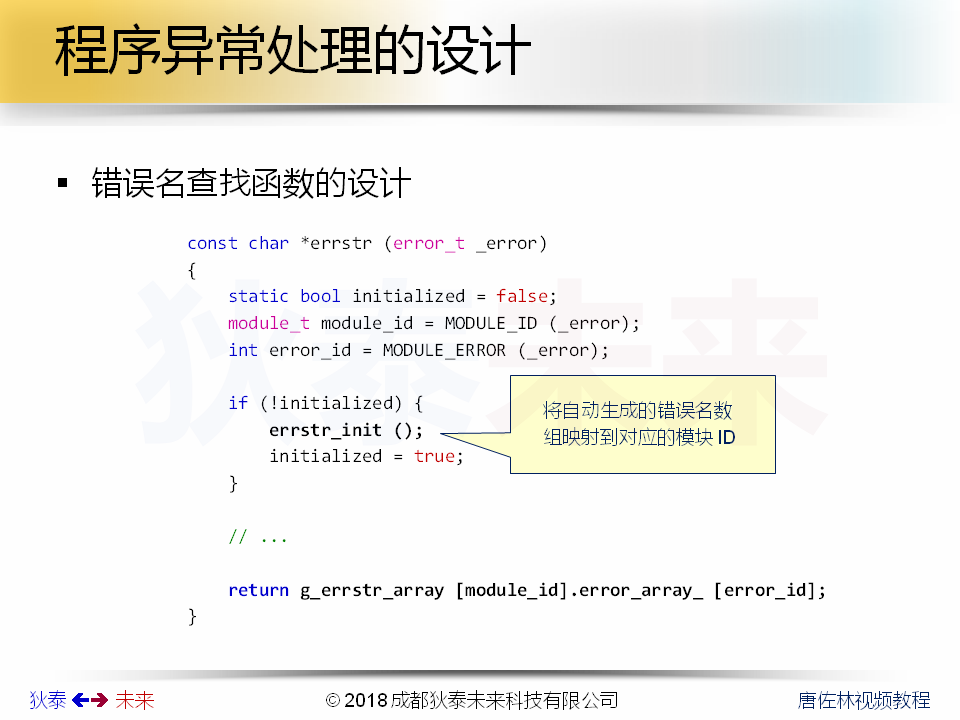 程序异常处理的设计
▪ 错误名查找函数的设计
const char *errstr (error_t _error)
{
    static bool initialized = false;
    module_t module_id = MODULE_ID (_error);
    int error_id = MODULE_ERROR (_error);
    if (!initialized) {
        errstr_init ();
        initialized = true;
    }
    // ...
    return g_errstr_array [module_id].error_array_ [error_id];
}
将自动生成的错误名数
组映射到对应的模块 ID
狄泰未来
狄泰 未来
© 2018 成都狄泰未来科技有限公司
唐佐林视频教程